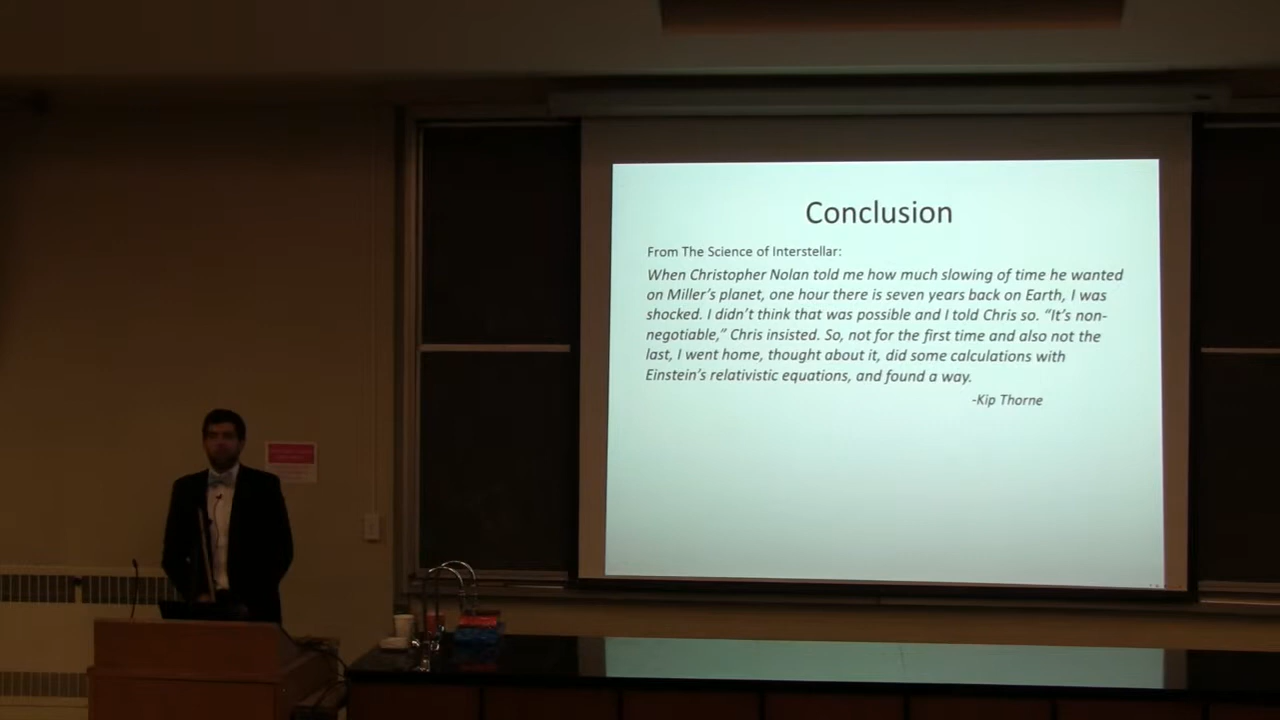 Conclusion
From The Science of Interstellar:
When Christopher Nolan told me how much slowing of time he wanted
on Miller's planet, one hour there is seven years back on Earth, I was
shocked. I didn't think that was possible and I told Chris so. “It's non-
negotiable,” Chris insisted. So, not for the first time and also not the
last, I went home, thought about it, did some calculations with
Einstein's relativistic equations, and found a way.
-Kip Thorne